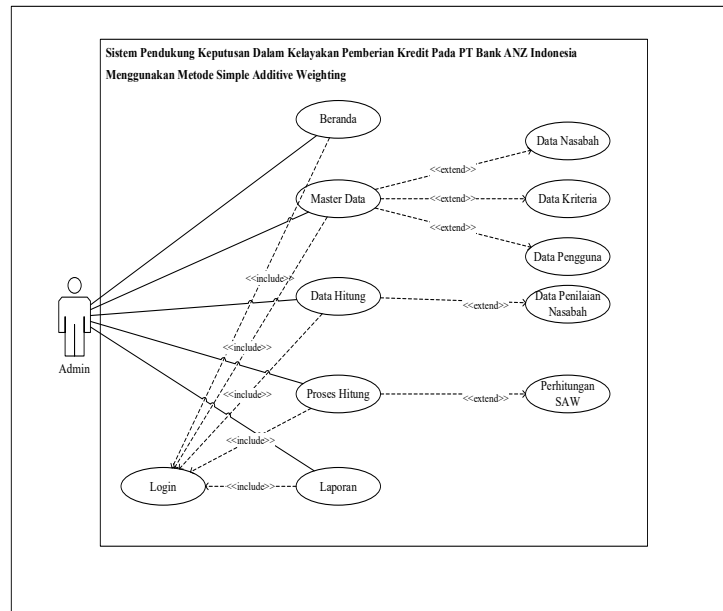 Sistem Pendukung Keputusan Dalam Kelayakan Pemberian Kredit Pada PT Bank ANZ Indonesia
Menggunakan Metode Simple Additive Weighting
Beranda
Data Nasabah
<<extend>>
Master Data
<<extend>>
Data Kriteria
<<extend>>
Data Pengguna
<<include>>
Data Hitung
<<extend>>
Data Penilaian
Nasabah
Admin
<<include>>
<<include>>
Proses Hitung
<<extend>>
Perhitungan
SAW
<<include>>
Login
<<include>>
Laporan